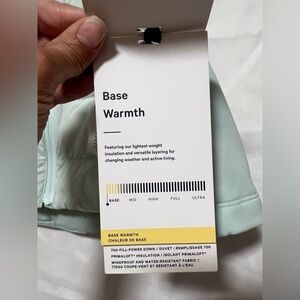 Base
Warmth
Featuring our lightest weight
insulation and versatile layering for
changing weather and active living.
BASE MID HIGH FULL ULTRA
BASE WARMTH
CHALEUR DE BASE
700-FILL-POWER DOWN / DUVET : REMPLISSAGE 700
PRIMALOFT® INSULATION / ISOLANT PRIMALOFT®
WINDPROOF AND WATER-RESISTANT FABRIC /
TISSU COUPE-VENT ET RÉSISTANT À L'EAU